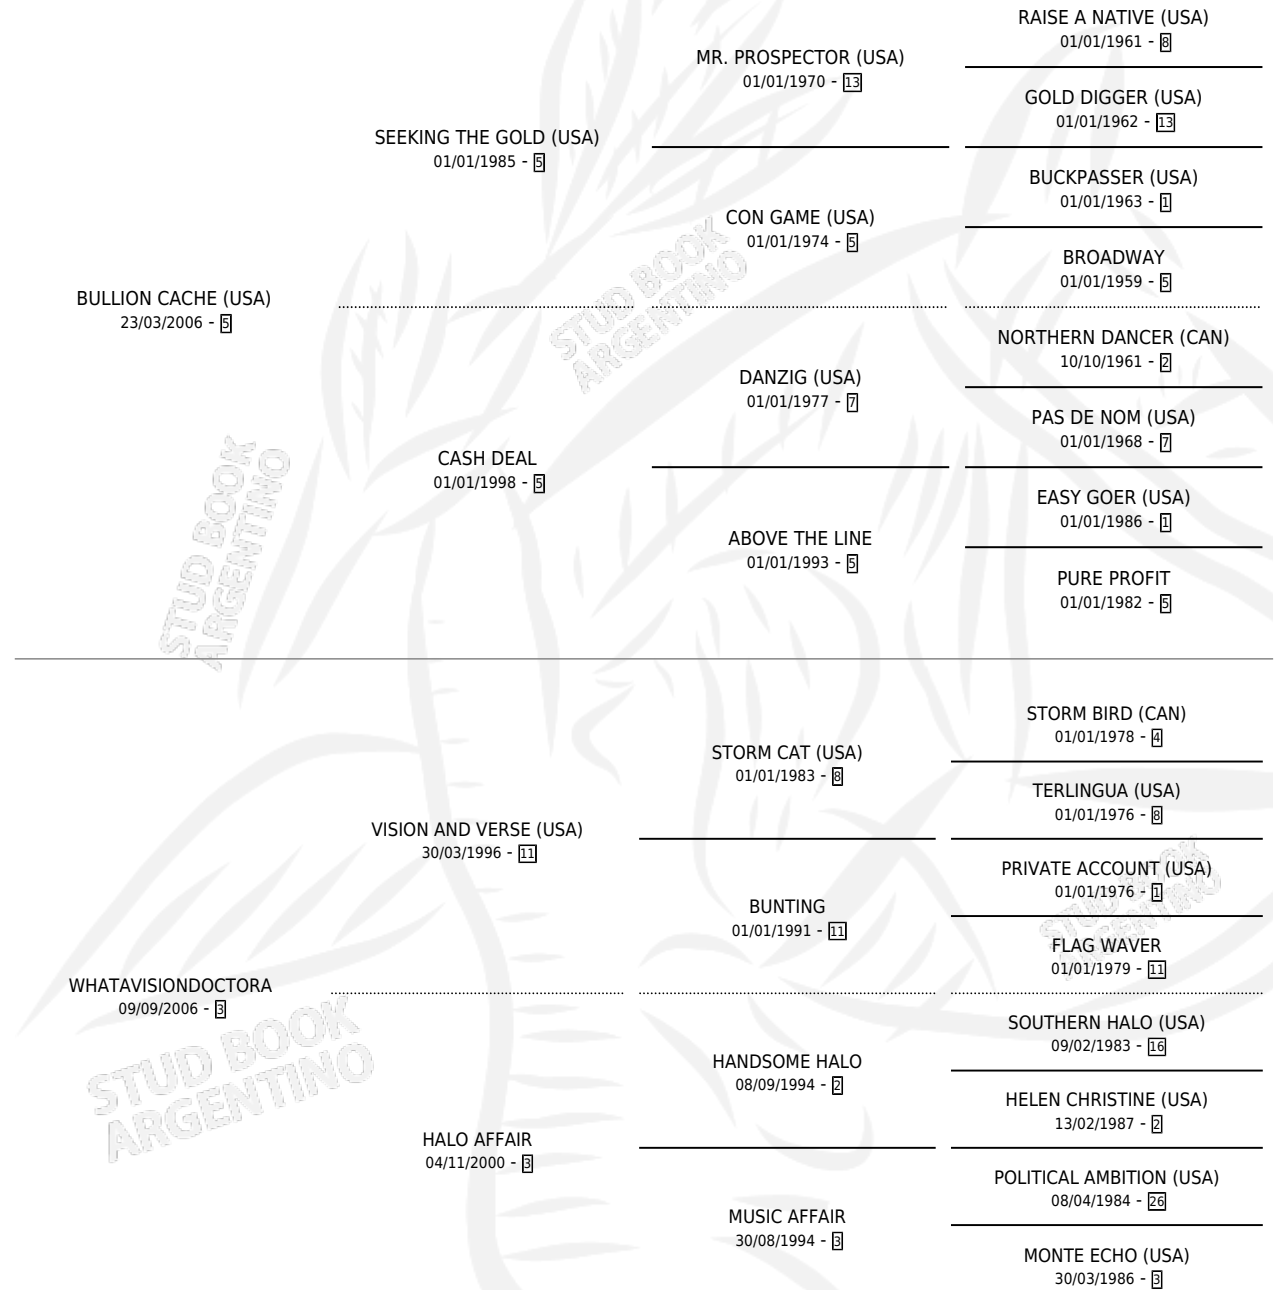 RAISE A NATIVE (USA)
01/01/1961 - 8
MR. PROSPECTOR (USA)
01/01/1970 - 13
GOLD DIGGER (USA)
01/01/1962 - 13
SEEKING THE GOLD (USA)
01/01/1985 - 5
BUCKPASSER (USA)
01/01/1963 - 1
CON GAME (USA)
01/01/1974 - 5
BROADWAY
01/01/1959 - 5
BULLION CACHE (USA)
23/03/2006 - 5
NORTHERN DANCER (CAN)
10/10/1961 - 2
DANZIG (USA)
01/01/1977 - 7
PAS DE NOM (USA)
01/01/1968 - 7
CASH DEAL
01/01/1998 - 5
EASY GOER (USA)
01/01/1986 - 1
ABOVE THE LINE
01/01/1993 - 5
PURE PROFIT
01/01/1982 - 5
STORM BIRD (CAN)
01/01/1978 - 4
STORM CAT (USA)
01/01/1983 - 8
TERLINGUA (USA)
01/01/1976 - 8
VISION AND VERSE (USA)
30/03/1996 - 11
PRIVATE ACCOUNT (USA)
01/01/1976 - 1
BUNTING
01/01/1991 - 11
FLAG WAVER
01/01/1979 - 11
WHATAVISIONDOCTORA
09/09/2006 - 3
SOUTHERN HALO (USA)
09/02/1983 - 16
HANDSOME HALO
08/09/1994 - 2
HELEN CHRISTINE (USA)
13/02/1987 - 2
HALO AFFAIR
04/11/2000 - 3
POLITICAL AMBITION (USA)
08/04/1984 - 26
MUSIC AFFAIR
30/08/1994 - 3
MONTE ECHO (USA)
30/03/1986 - 3
STUD BOOK
ARGENTINO
STUD BOOK
ARGENTINO
STUD BOOK
ARGENTINO
STUD BOOK
ARGENTINO